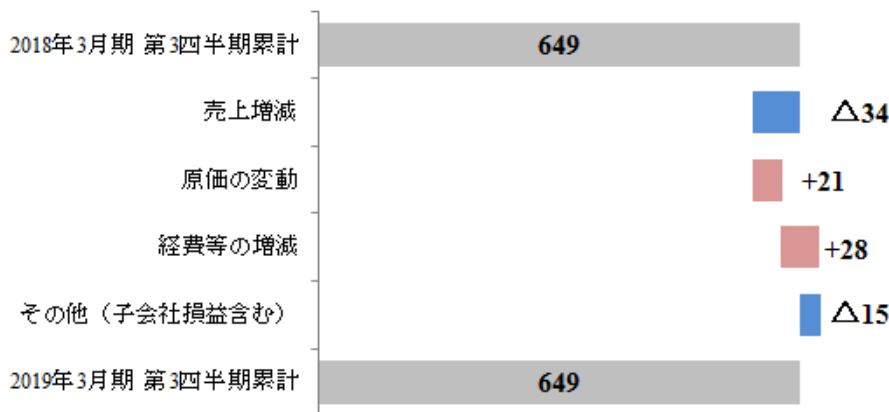 2018年3月期 第3四半期累計 649
売上増減 △34
原価の変動 +21
経費等の増減 +28
その他（子会社損益含む） △15
2019年3月期 第3四半期累計 649